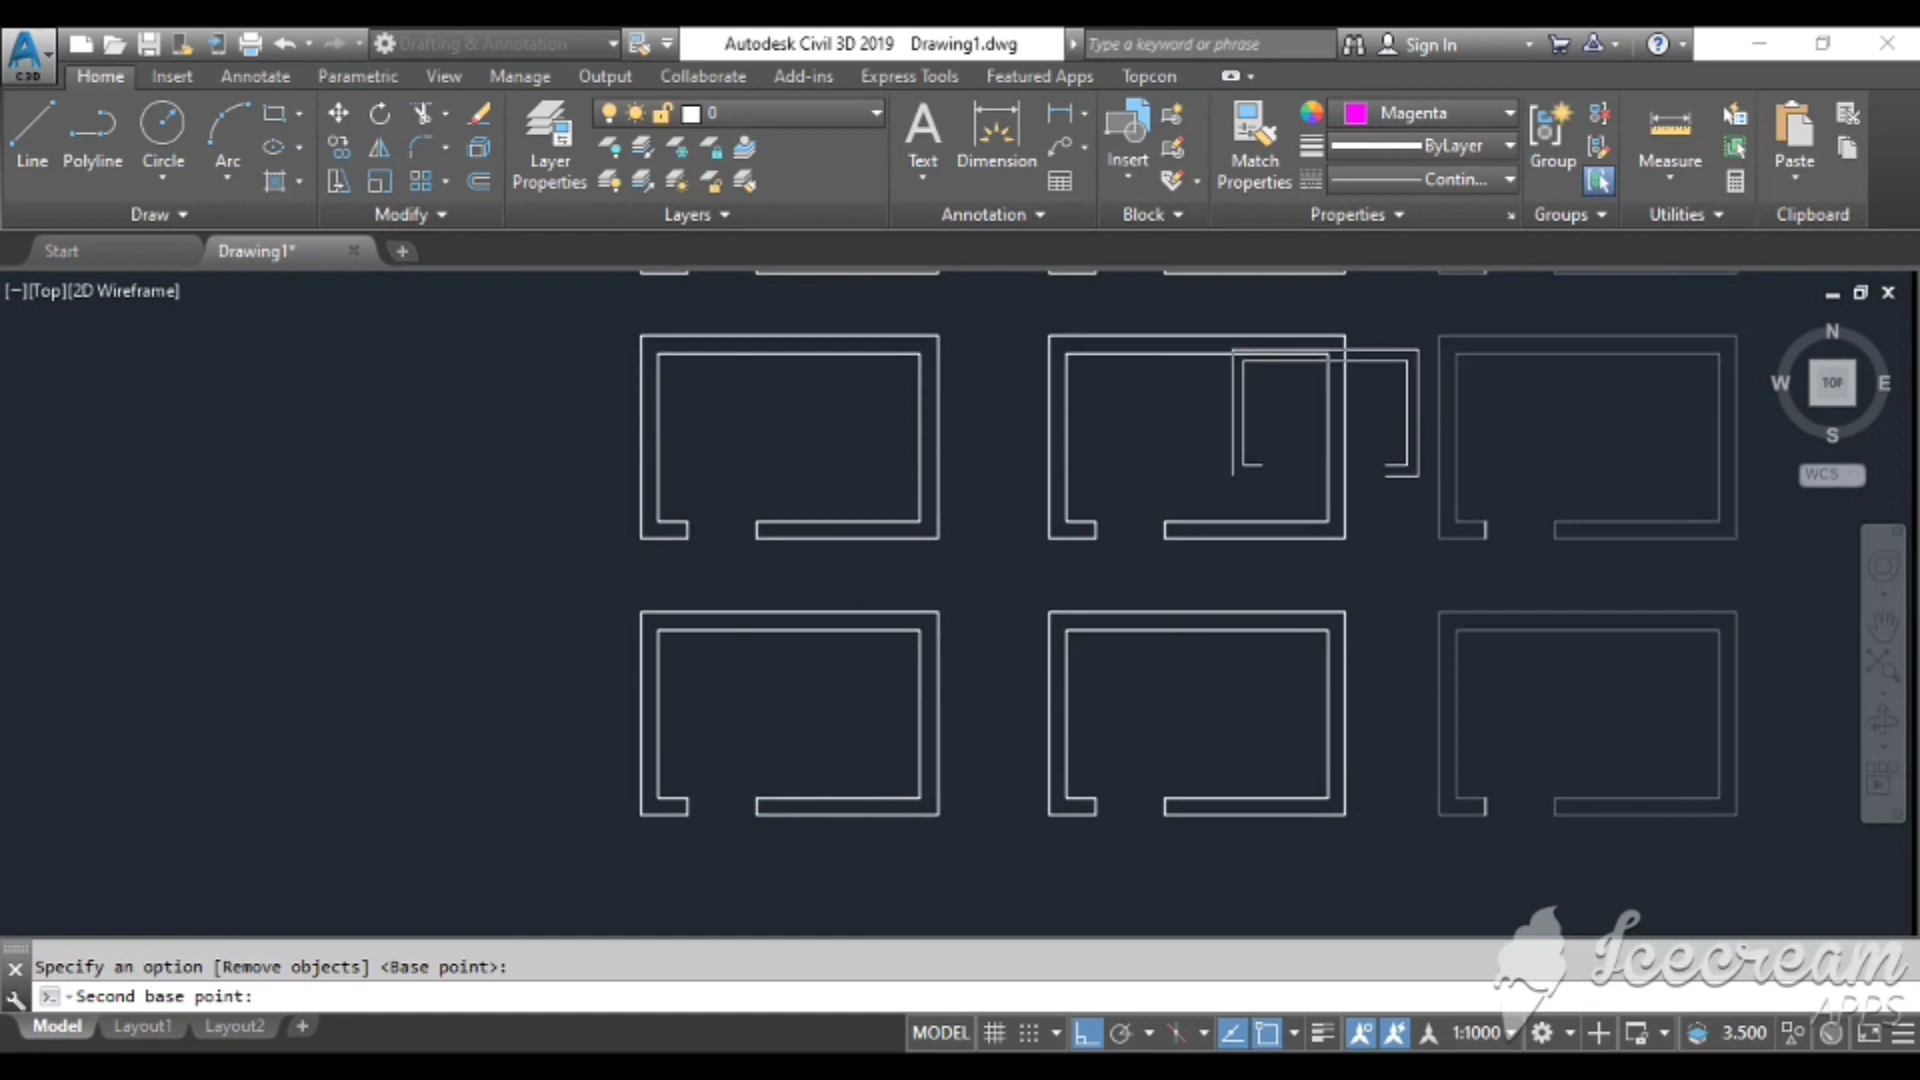 C3D
Drafting & Annotation
Autodesk Civil 3D 2019 Drawing1.dwg
Type a keyword or phrase
Sign In
Home Insert Annotate Parametric View Manage Output Collaborate Add-ins Express Tools Featured Apps Topcon
0
Magenta
ByLayer
Contin...
Line Polyline Circle Arc
Layer Properties
Text Dimension
Insert
Match Properties
Group
Measure
Paste
Draw Modify Layers Annotation Block Properties Groups Utilities Clipboard
Start Drawing1*
[−][Top][2D Wireframe]
N
W TOP E
S
WCS
Specify an option [Remove objects] <Base point>:
Second base point:
Icecream
APPS
Model Layout1 Layout2
MODEL 1:1000 3.500